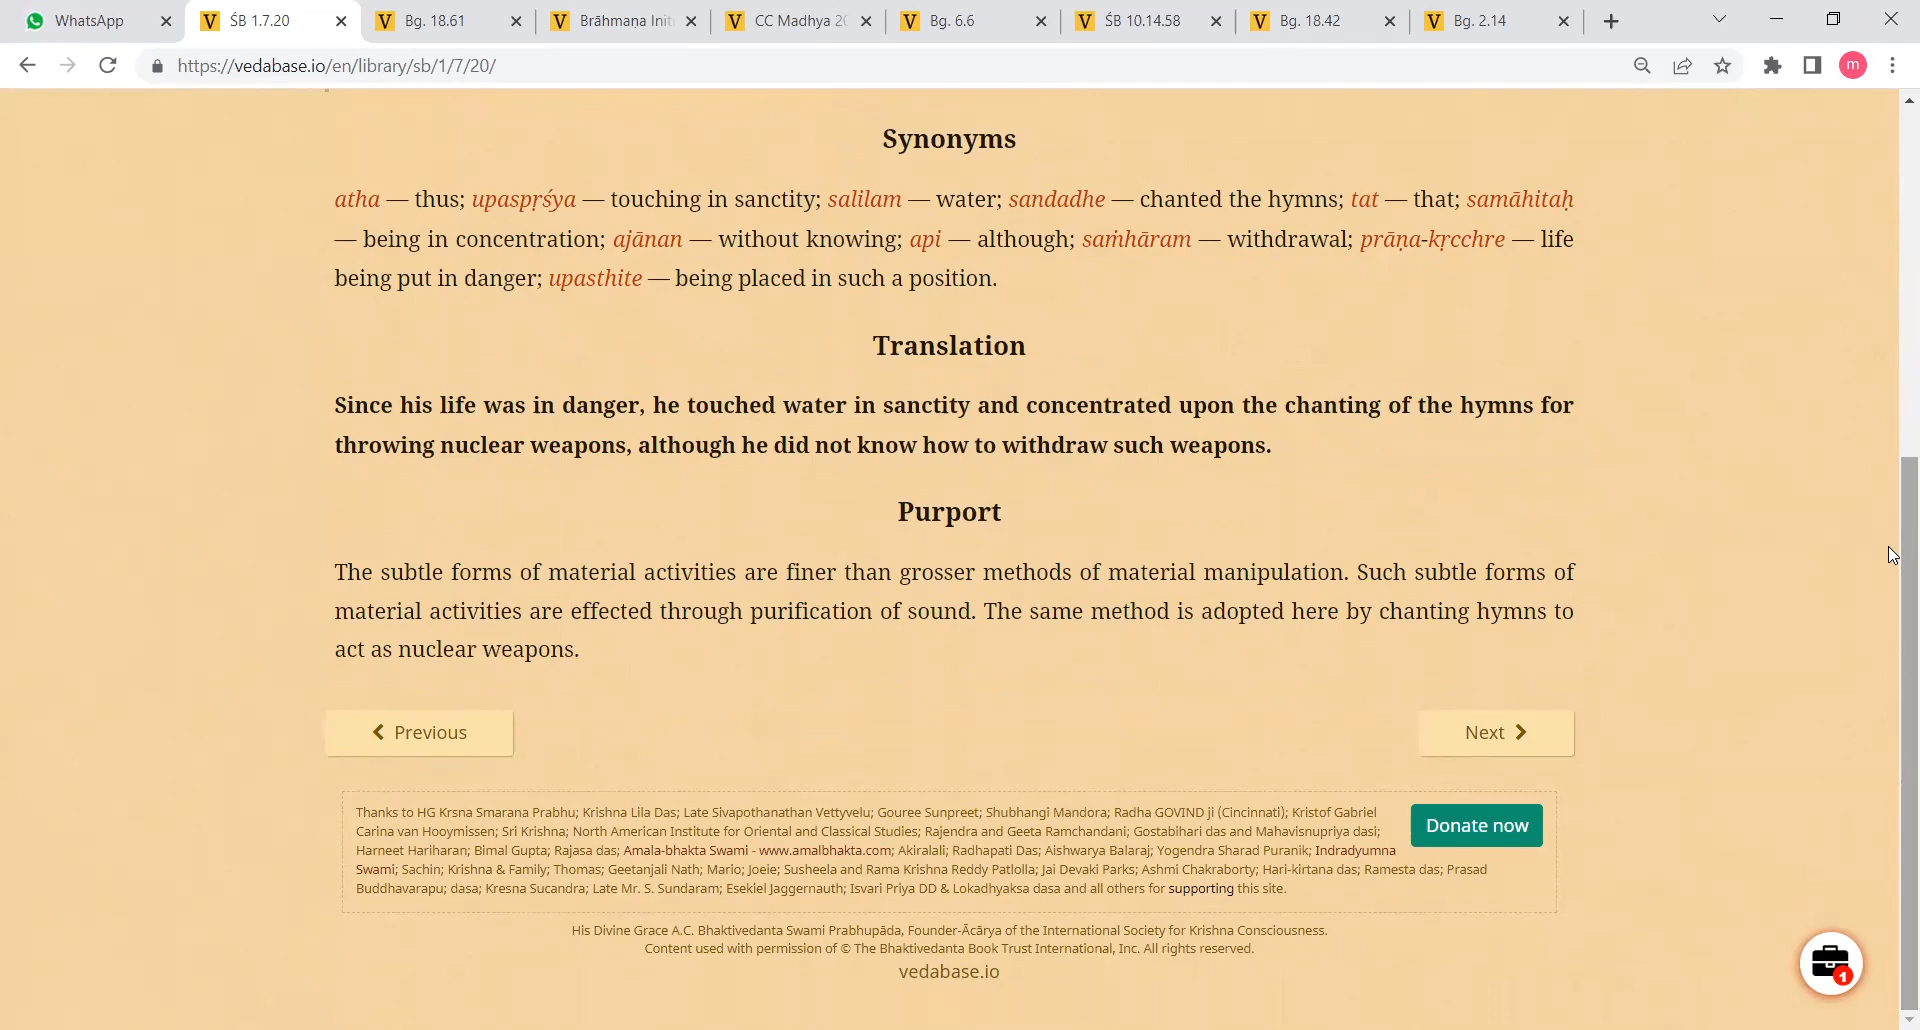 WhatsApp
ŚB 1.7.20
Bg. 18.61
Brāhmaṇa Init
CC Madhya 20
Bg. 6.6
ŚB 10.14.58
Bg. 18.42
Bg. 2.14
https://vedabase.io/en/library/sb/1/7/20/
m
Synonyms
atha — thus; upaspṛśya — touching in sanctity; salilam — water; sandadhe — chanted the hymns; tat — that; samāhitaḥ
— being in concentration; ajānan — without knowing; api — although; saṁhāram — withdrawal; prāṇa-kṛcchre — life
being put in danger; upasthite — being placed in such a position.
Translation
Since his life was in danger, he touched water in sanctity and concentrated upon the chanting of the hymns for
throwing nuclear weapons, although he did not know how to withdraw such weapons.
Purport
The subtle forms of material activities are finer than grosser methods of material manipulation. Such subtle forms of
material activities are effected through purification of sound. The same method is adopted here by chanting hymns to
act as nuclear weapons.
Previous
Next
Thanks to HG Krsna Smarana Prabhu; Krishna Lila Das; Late Sivapothanathan Vettyvelu; Gouree Sunpreet; Shubhangi Mandora; Radha GOVIND ji (Cincinnati); Kristof Gabriel
Carina van Hooymissen; Sri Krishna; North American Institute for Oriental and Classical Studies; Rajendra and Geeta Ramchandani; Gostabihari das and Mahavisnupriya dasi;
Harneet Hariharan; Bimal Gupta; Rajasa das; Amala-bhakta Swami - www.amalbhakta.com; Akiralali; Radhapati Das; Aishwarya Balaraj; Yogendra Sharad Puranik; Indradyumna
Swami; Sachin; Krishna & Family; Thomas; Geetanjali Nath; Mario; Joeie; Susheela and Rama Krishna Reddy Patlolla; Jai Devaki Parks; Ashmi Chakraborty; Hari-kirtana das; Ramesta das; Prasad
Buddhavarapu; dasa; Kresna Sucandra; Late Mr. S. Sundaram; Esekiel Jaggernauth; Isvari Priya DD & Lokadhyaksa dasa and all others for supporting this site.
Donate now
His Divine Grace A.C. Bhaktivedanta Swami Prabhupāda, Founder-Ācārya of the International Society for Krishna Consciousness.
Content used with permission of © The Bhaktivedanta Book Trust International, Inc. All rights reserved.
vedabase.io
1